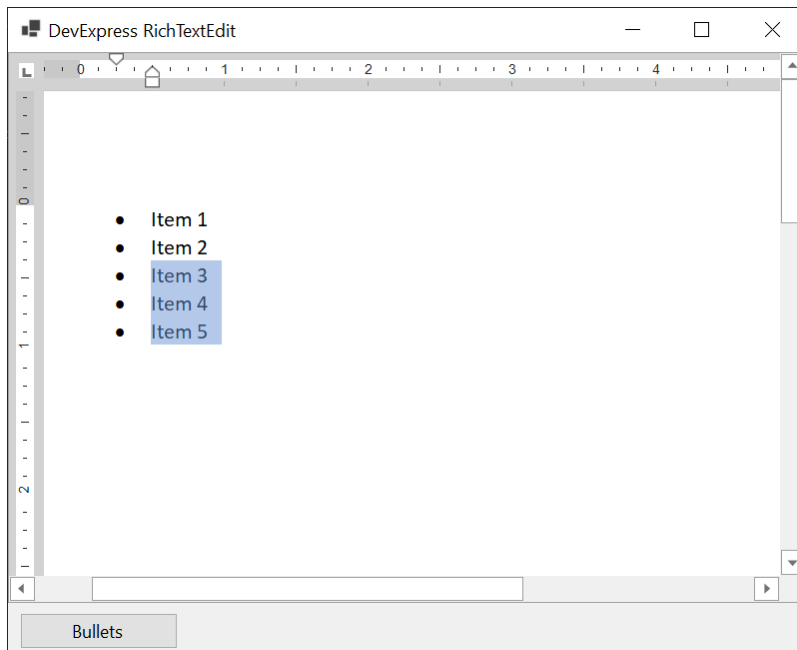 DevExpress RichTextEdit
0 1 2 3 4
0
1
2
• Item 1
• Item 2
• Item 3
• Item 4
• Item 5
Bullets